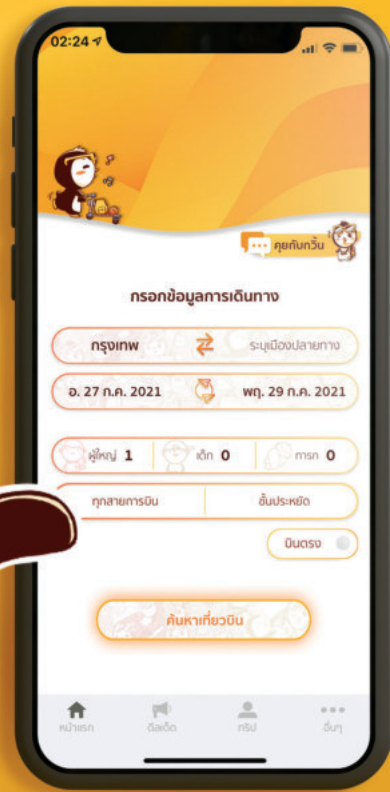 02:24
คุยกับกวิ้น
กรอกข้อมูลการเดินทาง
กรุงเทพ ระบุเมืองปลายทาง
อ. 27 ก.ค. 2021 พฤ. 29 ก.ค. 2021
ผู้ใหญ่ 1 เด็ก 0 ทารก 0
ทุกสายการบิน ชั้นประหยัด
บินตรง
ค้นหาเที่ยวบิน
หน้าแรก ดีลเด็ด ทริป อื่นๆ